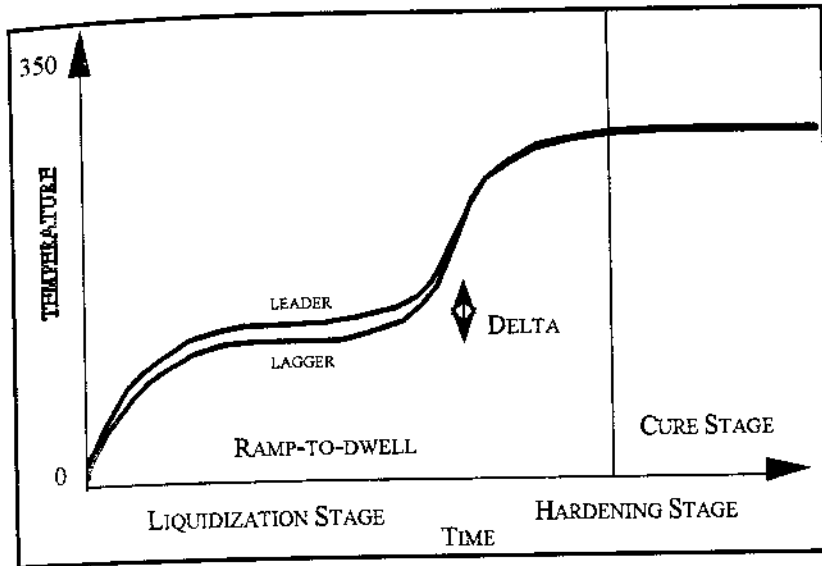 350
TEMPERATURE
LEADER
DELTA
LAGGER
CURE STAGE
RAMP-TO-DWELL
0
LIQUIDIZATION STAGE
HARDENING STAGE
TIME